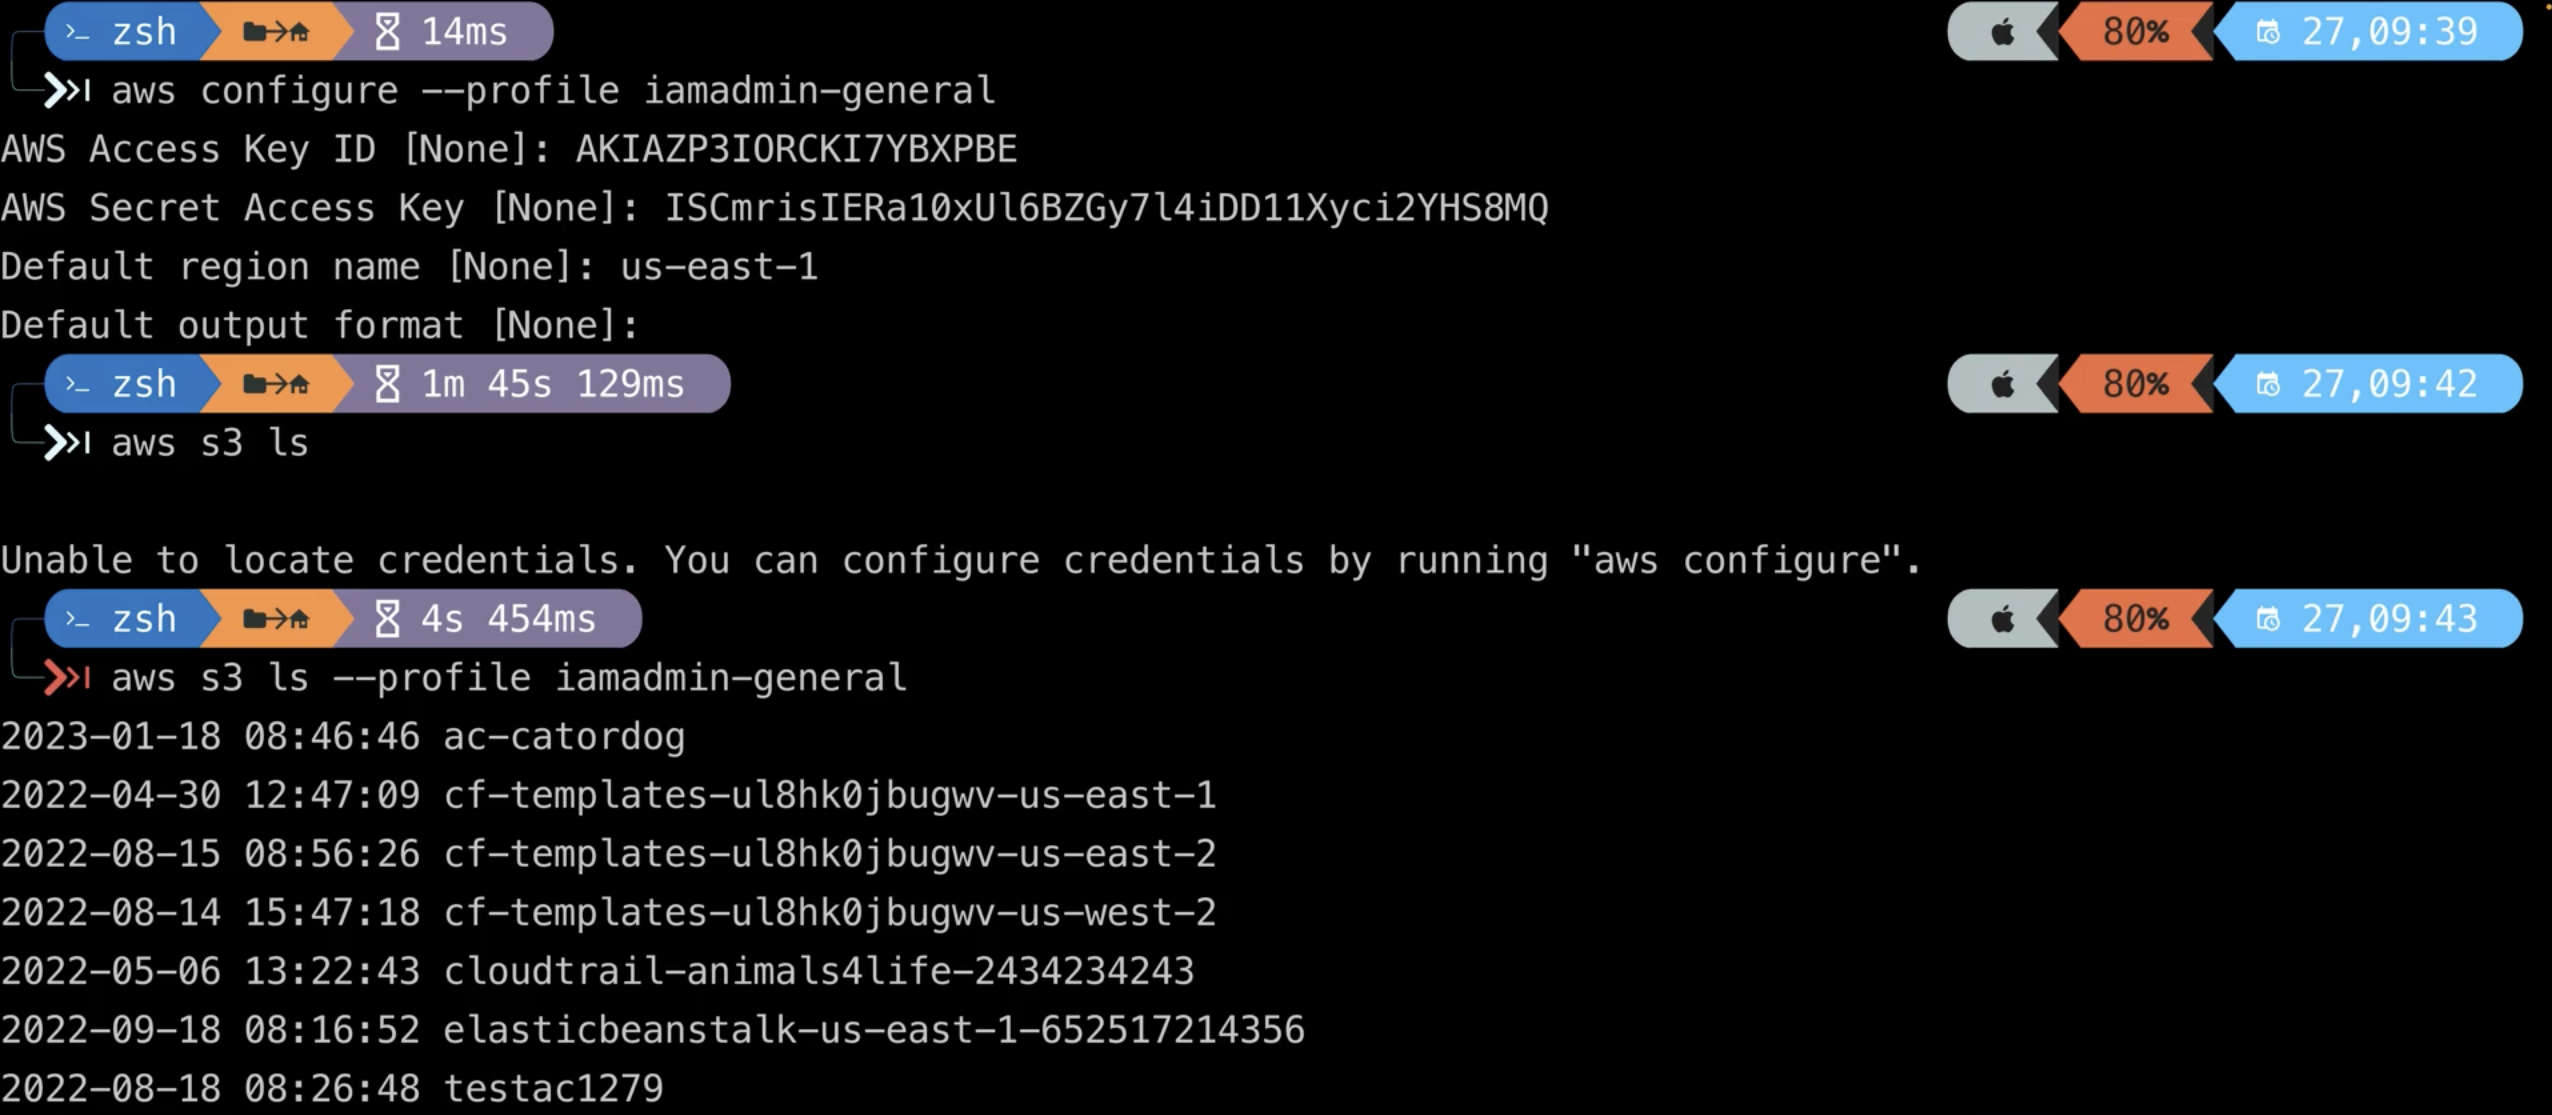 zsh 14ms 80% 27,09:39
aws configure --profile iamadmin-general
AWS Access Key ID [None]: AKIAZP3IORCKI7YBXPBE
AWS Secret Access Key [None]: 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
Default region name [None]: us-east-1
Default output format [None]:
zsh 1m 45s 129ms 80% 27,09:42
aws s3 ls
Unable to locate credentials. You can configure credentials by running "aws configure".
zsh 4s 454ms 80% 27,09:43
aws s3 ls --profile iamadmin-general
2023-01-18 08:46:46 ac-catordog
2022-04-30 12:47:09 cf-templates-ul8hk0jbugwv-us-east-1
2022-08-15 08:56:26 cf-templates-ul8hk0jbugwv-us-east-2
2022-08-14 15:47:18 cf-templates-ul8hk0jbugwv-us-west-2
2022-05-06 13:22:43 cloudtrail-animals4life-2434234243
2022-09-18 08:16:52 elasticbeanstalk-us-east-1-652517214356
2022-08-18 08:26:48 testac1279